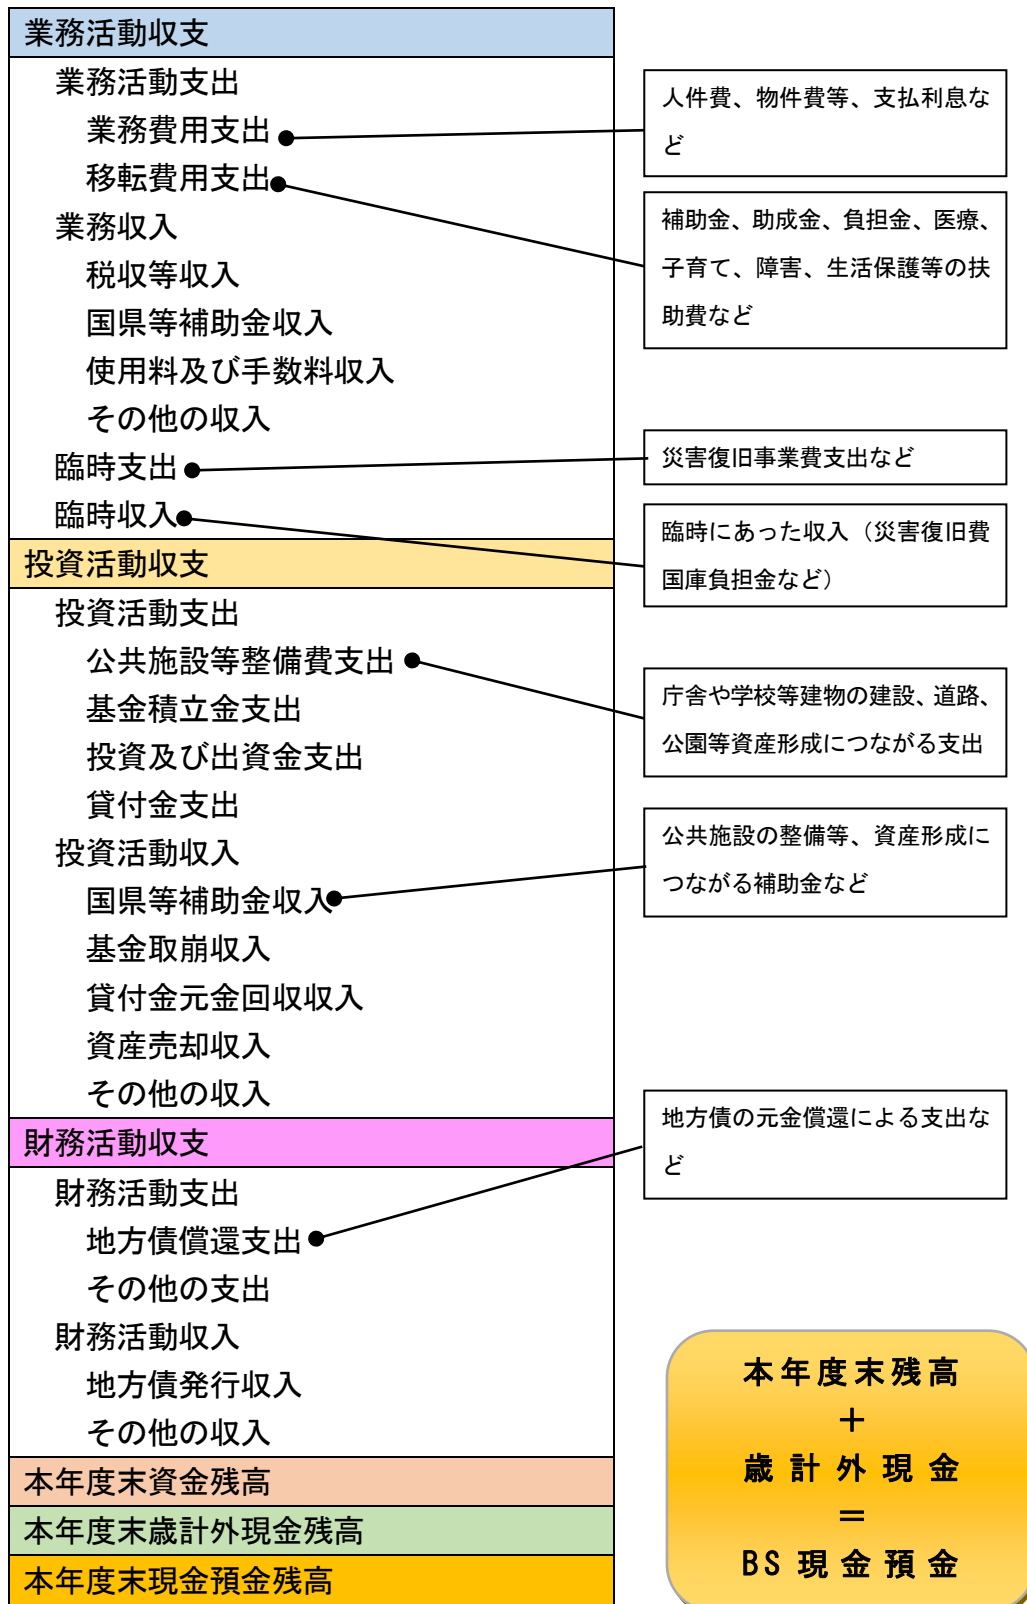 業務活動収支
業務活動支出
業務費用支出
移転費用支出
業務収入
税収等収入
国県等補助金収入
使用料及び手数料収入
その他の収入
臨時支出
臨時収入
投資活動収支
投資活動支出
公共施設等整備費支出
基金積立金支出
投資及び出資金支出
貸付金支出
投資活動収入
国県等補助金収入
基金取崩収入
貸付金元金回収収入
資産売却収入
その他の収入
財務活動収支
財務活動支出
地方債償還支出
その他の支出
財務活動収入
地方債発行収入
その他の収入
本年度末資金残高
本年度末歳計外現金残高
本年度末現金預金残高
人件費、物件費等、支払利息な
ど
補助金、助成金、負担金、医療、
子育て、障害、生活保護等の扶
助費など
災害復旧事業費支出など
臨時にあった収入（災害復旧費
国庫負担金など）
庁舎や学校等建物の建設、道路、
公園等資産形成につながる支出
公共施設の整備等、資産形成に
つながる補助金など
地方債の元金償還による支出な
ど
本年度末残高
＋
歳計外現金
＝
BS現金預金